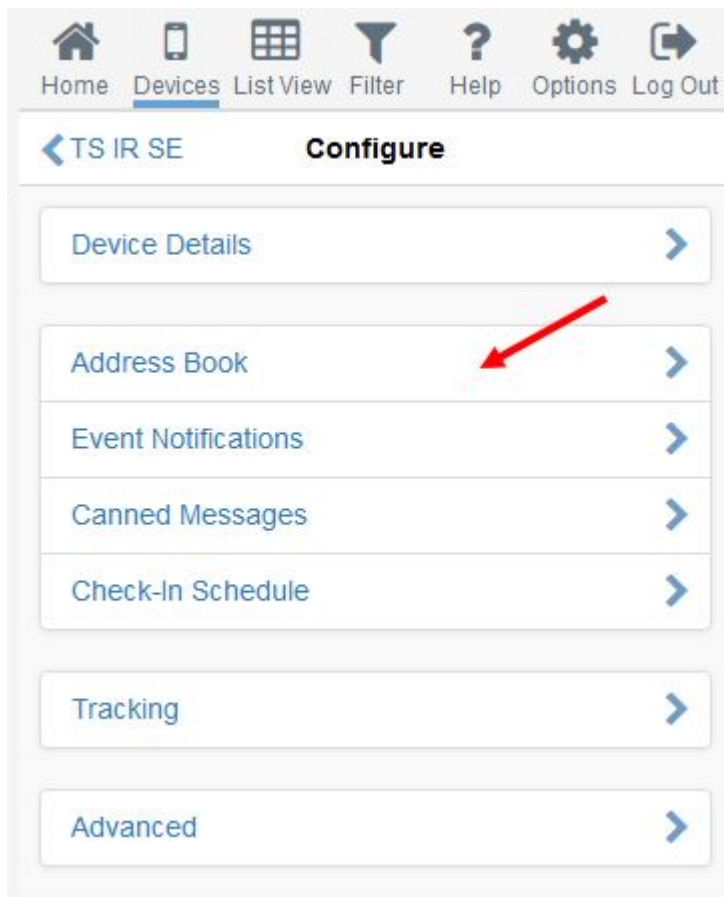 Home Devices List View Filter Help Options Log Out
TS IR SE Configure
Device Details
Address Book
Event Notifications
Canned Messages
Check-In Schedule
Tracking
Advanced